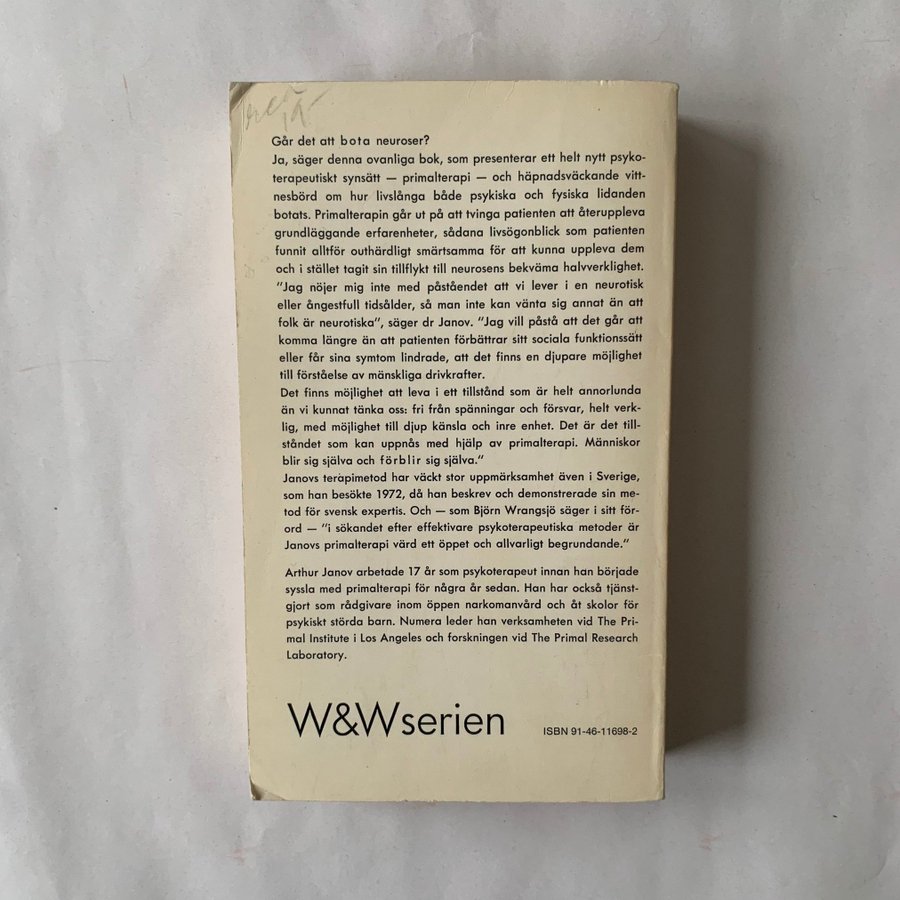 Går det att bota neuroser?
Ja, säger denna ovanliga bok, som presenterar ett helt nytt psyko-
terapeutiskt synsätt — primalterapi — och häpnadsväckande vitt-
nesbörd om hur livslånga både psykiska och fysiska lidanden
botats. Primalterapin går ut på att tvinga patienten att återuppleva
grundläggande erfarenheter, sådana livsögonblick som patienten
funnit alltför outhärdligt smärtsamma för att kunna uppleva dem
och i stället tagit sin tillflykt till neurosens bekväma halvverklighet.
"Jag nöjer mig inte med påståendet att vi lever i en neurotisk
eller ångestfull tidsålder, så man inte kan vänta sig annat än att
folk är neurotiska", säger dr Janov. "Jag vill påstå att det går att
komma längre än att patienten förbättrar sitt sociala funktionssätt
eller får sina symtom lindrade, att det finns en djupare möjlighet
till förståelse av mänskliga drivkrafter.
Det finns möjlighet att leva i ett tillstånd som är helt annorlunda
än vi kunnat tänka oss: fri från spänningar och försvar, helt verk-
lig, med möjlighet till djup känsla och inre enhet. Det är det till-
ståndet som kan uppnås med hjälp av primalterapi. Människor
blir sig själva och förblir sig själva."
Janovs terapimetod har väckt stor uppmärksamhet även i Sverige,
som han besökte 1972, då han beskrev och demonstrerade sin me-
tod för svensk expertis. Och — som Björn Wrangsjö säger i sitt för-
ord — "i sökandet efter effektivare psykoterapeutiska metoder är
Janovs primalterapi värd ett öppet och allvarligt begrundande."
Arthur Janov arbetade 17 år som psykoterapeut innan han började
syssla med primalterapi för några år sedan. Han har också tjänst-
gjort som rådgivare inom öppen narkomanvård och åt skolor för
psykiskt störda barn. Numera leder han verksamheten vid The Pri-
mal Institute i Los Angeles och forskningen vid The Primal Research
Laboratory.
W&Wserien
ISBN 91-46-11698-2